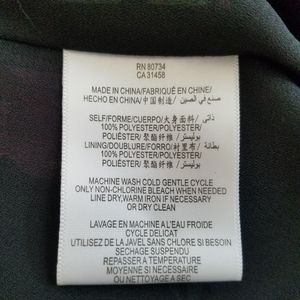 RN 80734
CA 31458
MADE IN CHINA/FABRIQUÉ EN CHINE/
HECHO EN CHINA/中国制造/ صنع في الصين
SELF/FORME/CUERPO/大身面料/ ذاتي
100% POLYESTER/POLYESTER/
POLIÉSTER/ 聚酯纤维 / بوليستر
LINING/DOUBLURE/FORRO/衬里布/ بطانة
100% POLYESTER/POLYESTER/
POLIÉSTER/ 聚酯纤维 / بوليستر
MACHINE WASH COLD GENTLE CYCLE
ONLY NON-CHLORINE BLEACH WHEN NEEDED
LINE DRY, WARM IRON IF NECESSARY
OR DRY CLEAN
LAVAGE EN MACHINE A L'EAU FROIDE
CYCLE DELICAT
UTILISEZ DE LA JAVEL SANS CHLORE SI BESOIN
SECHAGE SUSPENDU
REPASSER A TEMPERATURE
MOYENNE SI NECESSAIRE
OU NETTOYAGE A SEC